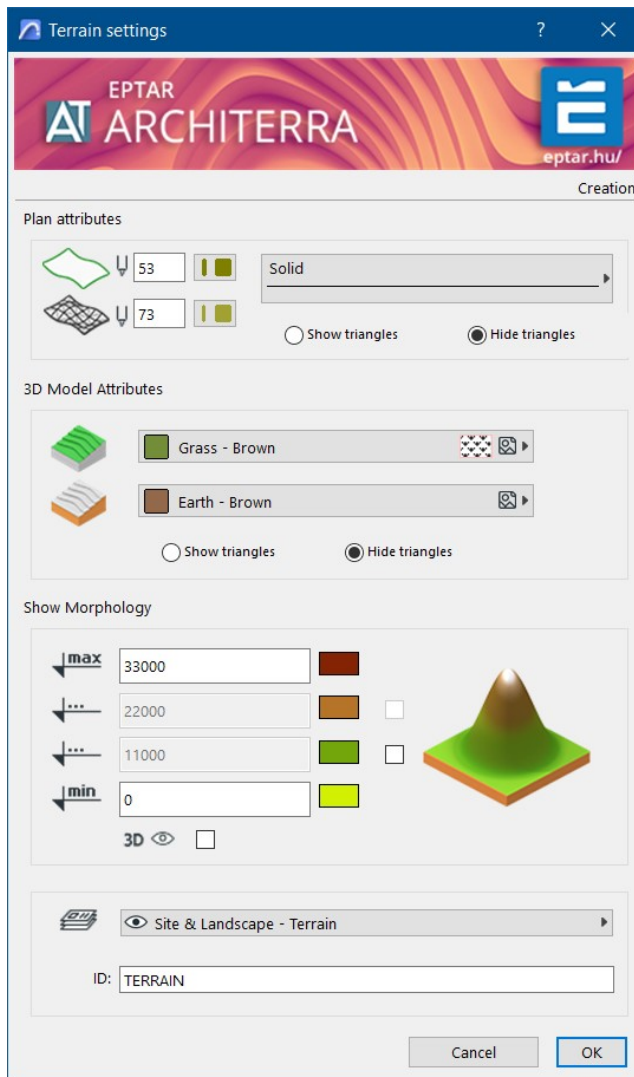 Terrain settings
?
EPTAR
AT ARCHITERRA
eptar.hu/
Creation
Plan attributes
53
Solid
73
Show triangles
Hide triangles
3D Model Attributes
Grass - Brown
Earth - Brown
Show triangles
Hide triangles
Show Morphology
max
33000
...
22000
...
11000
min
0
3D
Site & Landscape - Terrain
ID:
TERRAIN
Cancel
OK